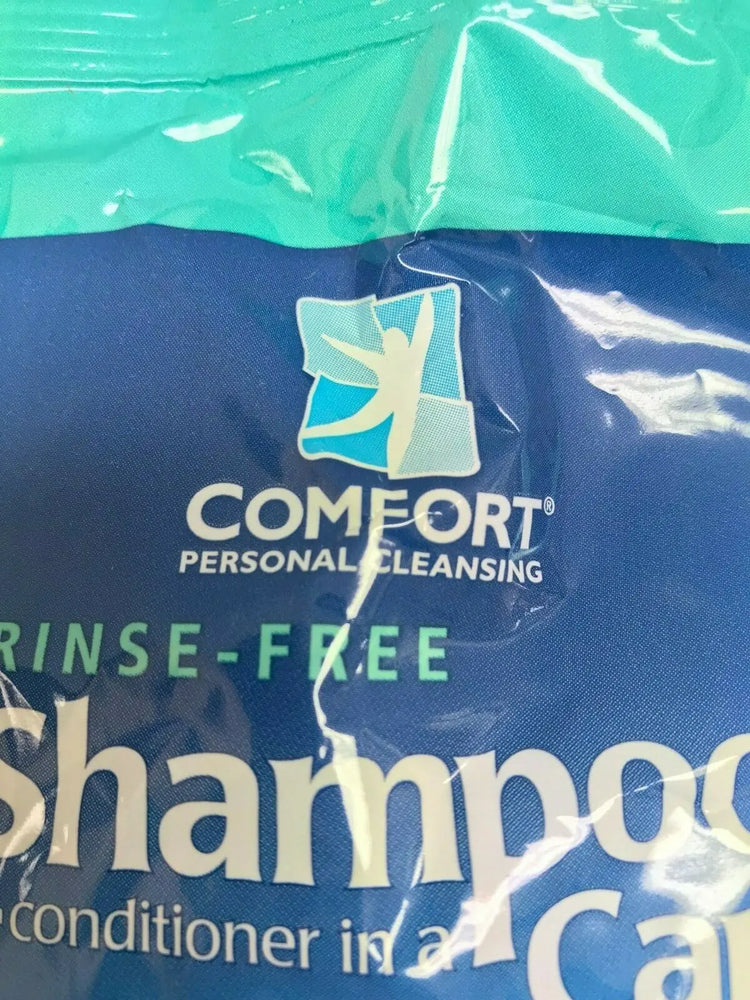 COMFORT®
PERSONAL CLEANSING
RINSE-FREE
Shampoo
-conditioner in a
Ca